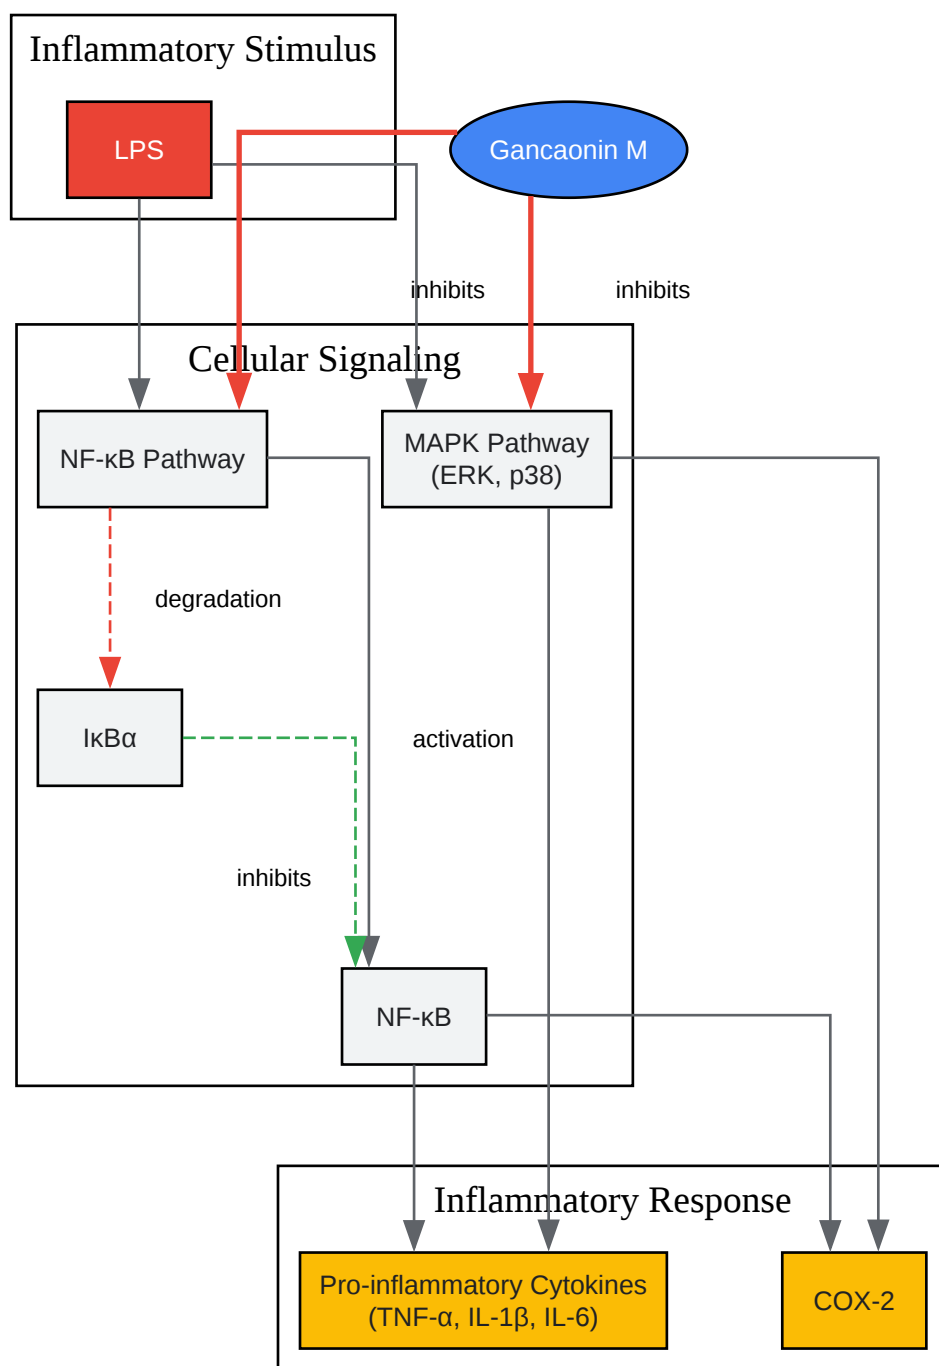 Inflammatory Stimulus
LPS
Gancaonin M
inhibits
inhibits
Cellular Signaling
NF-κB Pathway
MAPK Pathway
(ERK, p38)
degradation
IκBα
activation
inhibits
NF-κB
Inflammatory Response
Pro-inflammatory Cytokines
(TNF-α, IL-1β, IL-6)
COX-2